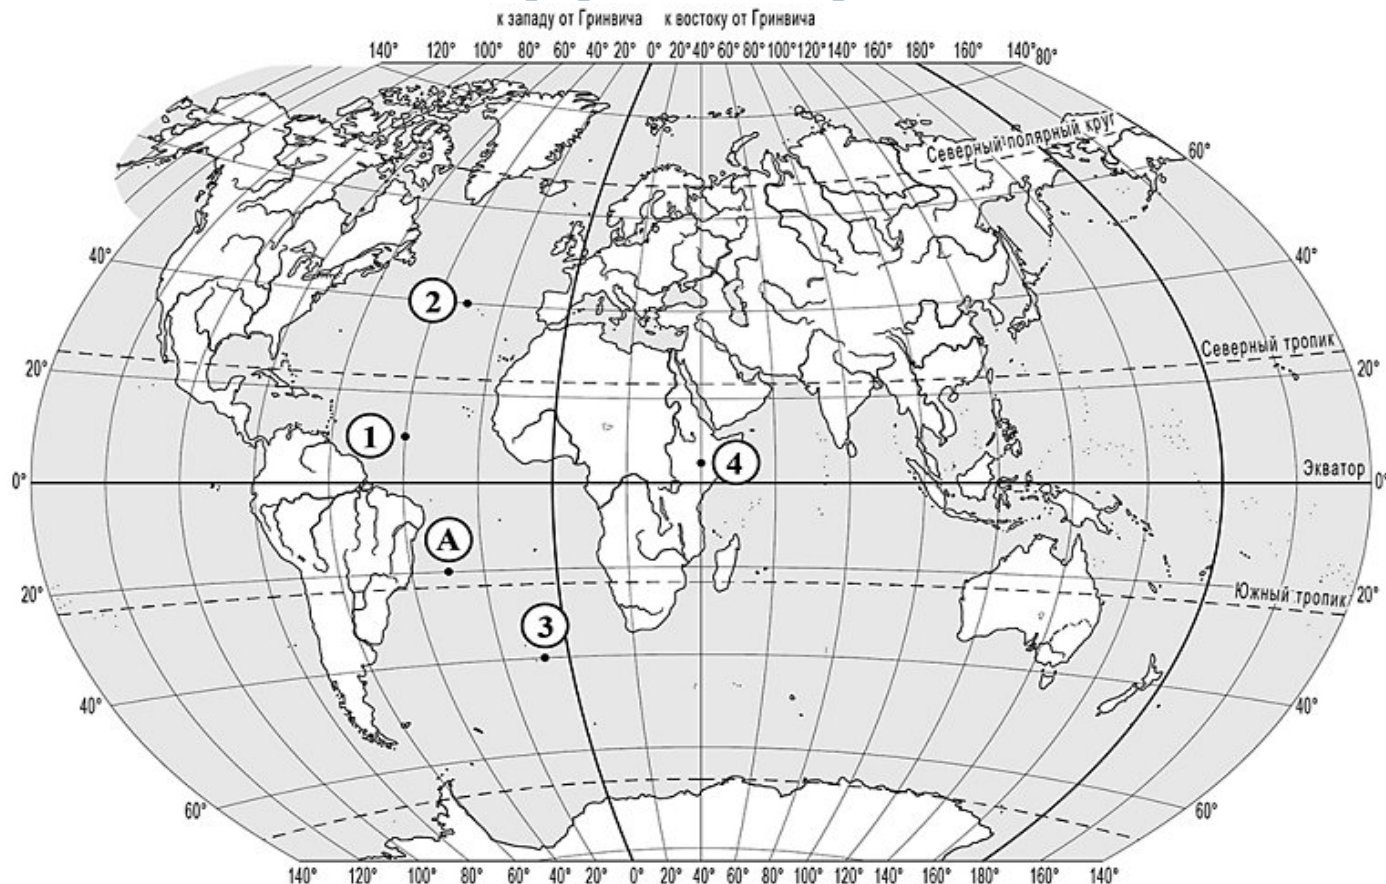 к западу от Гринвича к востоку от Гринвича
140° 120° 100° 80° 60° 40° 20° 0° 20° 40° 60° 80° 100° 120° 140° 160° 180° 160° 140° 80°
Северный полярный круг
60°
40° 2 40°
Северный тропик
20° 1 20°
4
Экватор
0° 0°
А
20° Южный тропик 20°
3
40° 40°
60° 60°
140° 120° 100° 80° 60° 40° 20° 0° 20° 40° 60° 80° 100° 120° 140° 160° 180° 160° 140°